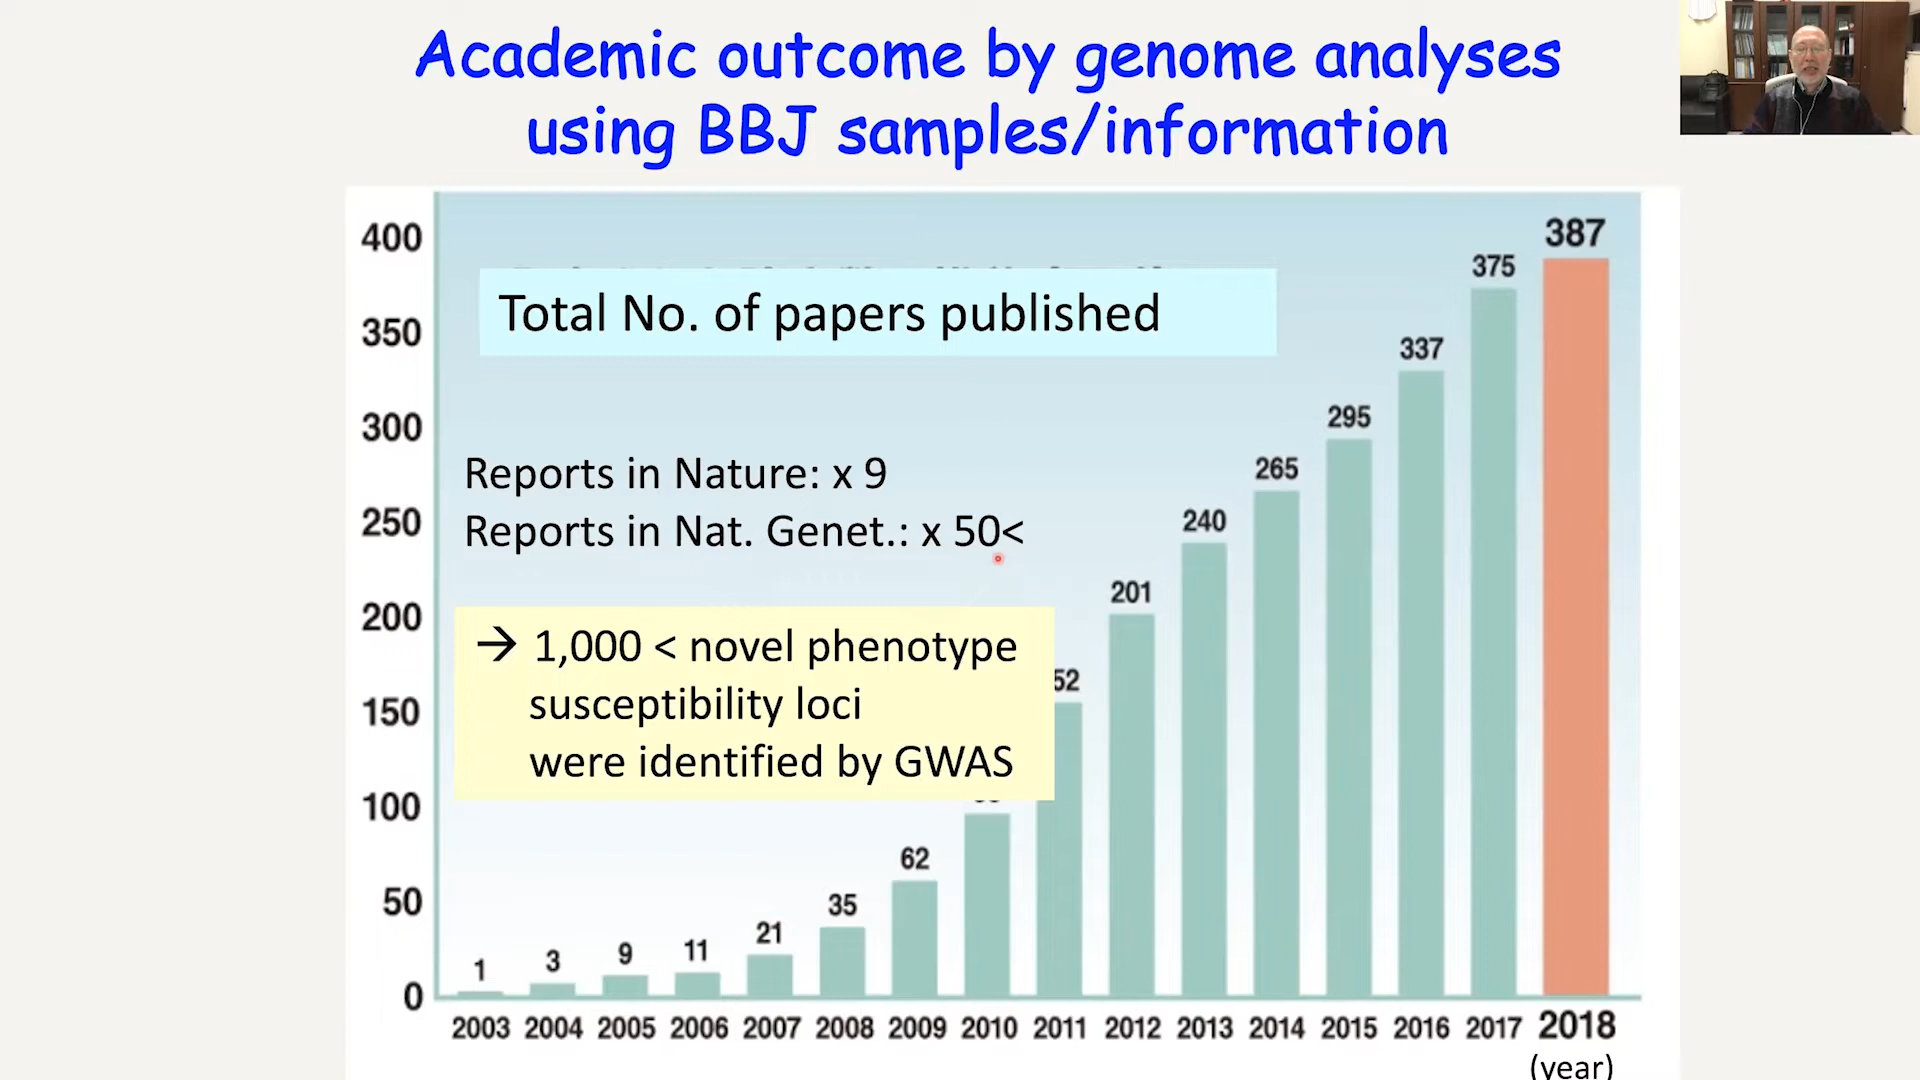 Academic outcome by genome analyses
using BBJ samples/information
400
350
300
250
200
150
100
50
0
Total No. of papers published
Reports in Nature: x 9
Reports in Nat. Genet.: x 50<
→ 1,000 < novel phenotype
susceptibility loci
were identified by GWAS
1
3
9
11
21
35
62
52
201
240
265
295
337
375
387
2003 2004 2005 2006 2007 2008 2009 2010 2011 2012 2013 2014 2015 2016 2017 2018
(year)